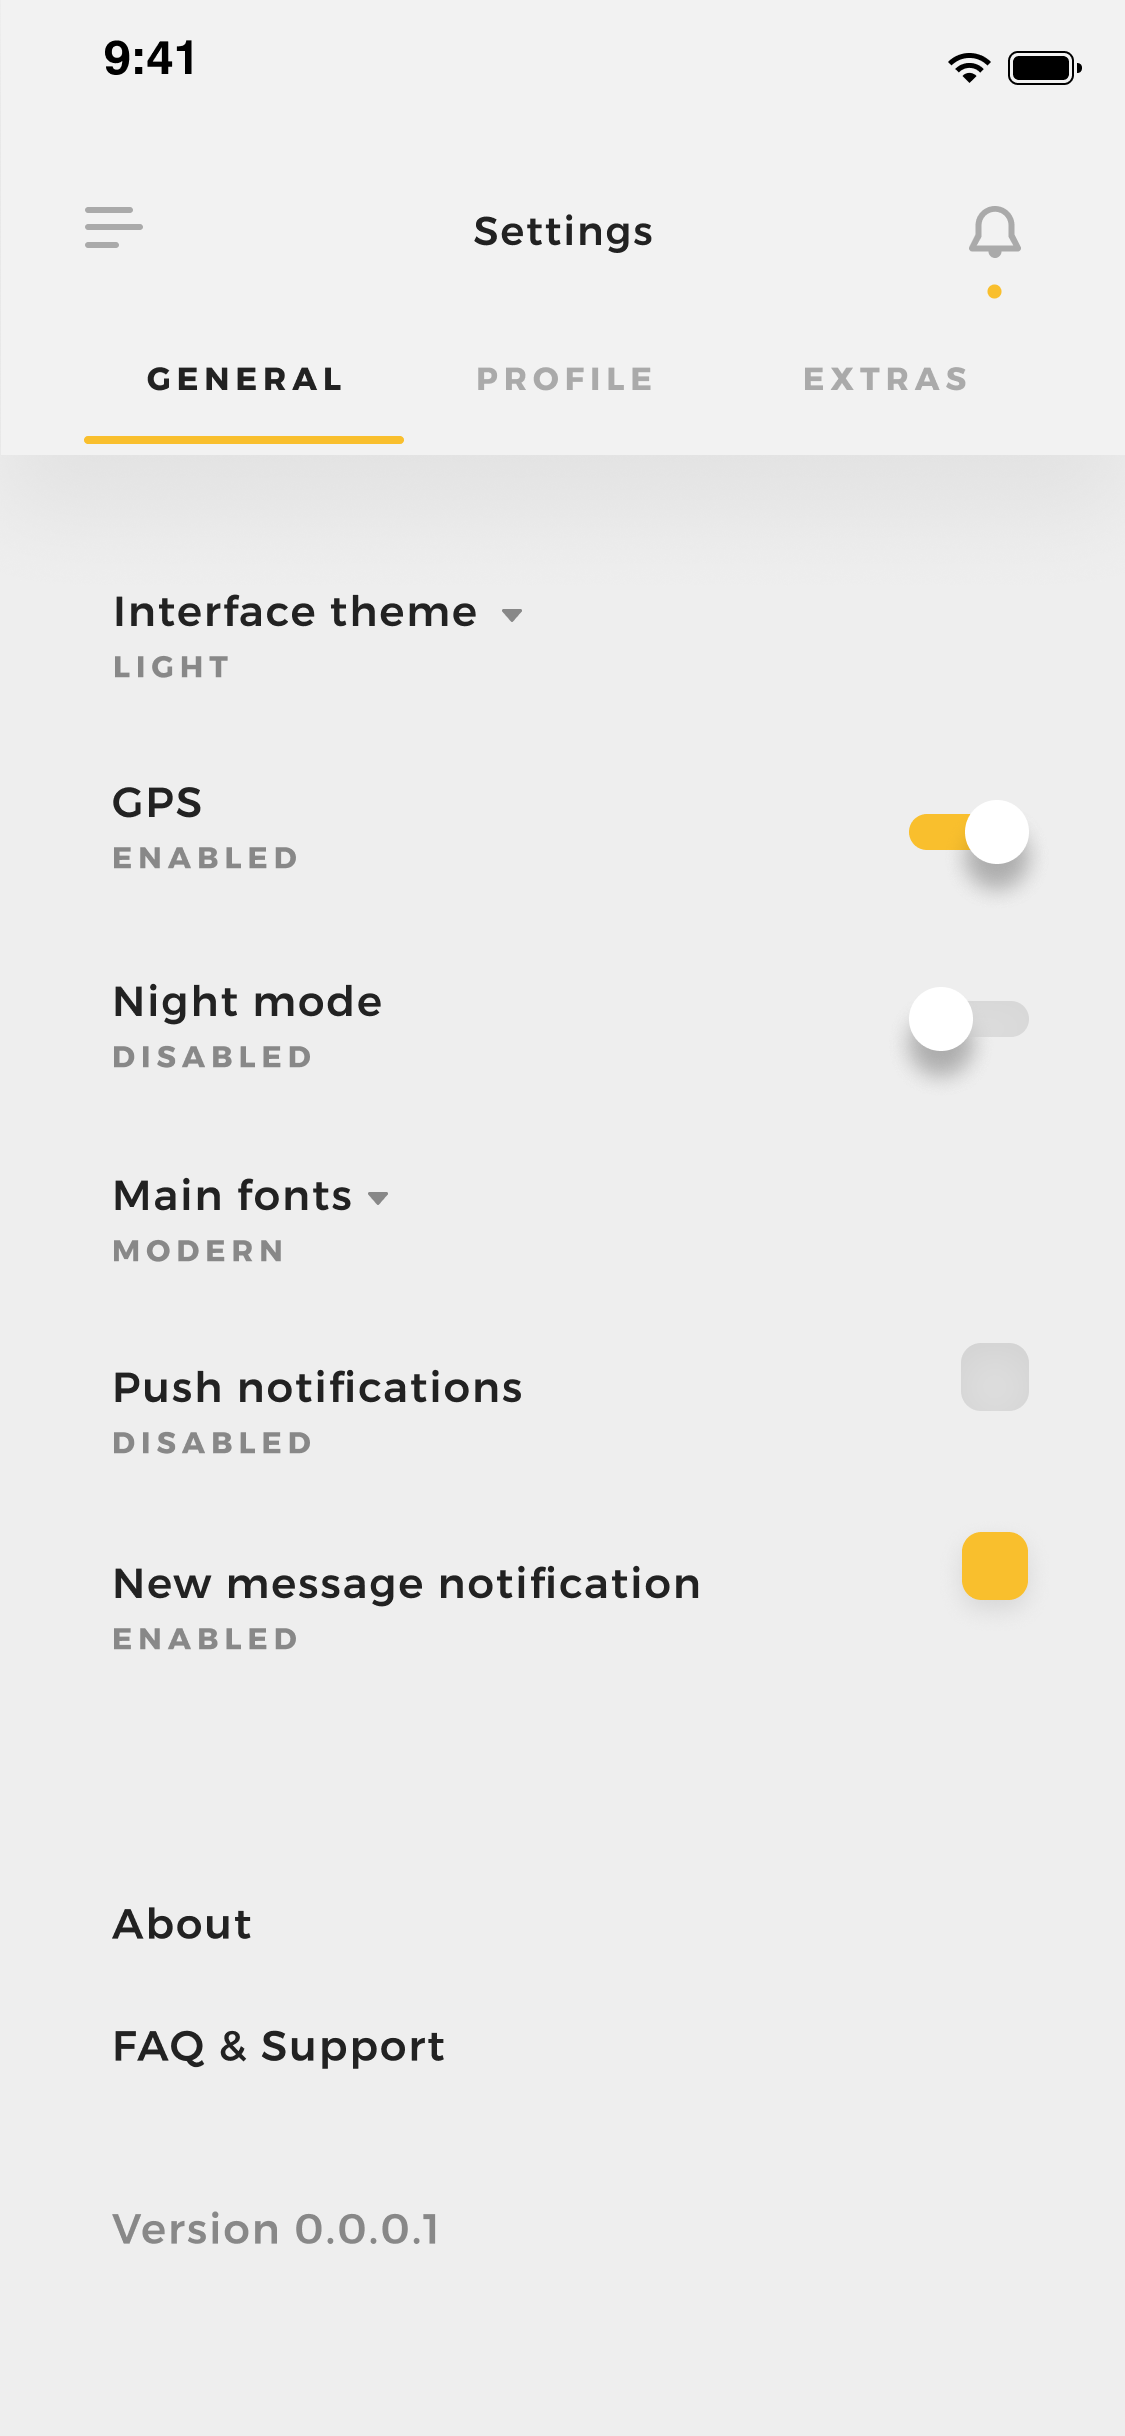 9:41
Settings
GENERAL PROFILE EXTRAS
Interface theme
LIGHT
GPS
ENABLED
Night mode
DISABLED
Main fonts
MODERN
Push notifications
DISABLED
New message notification
ENABLED
About
FAQ & Support
Version 0.0.0.1